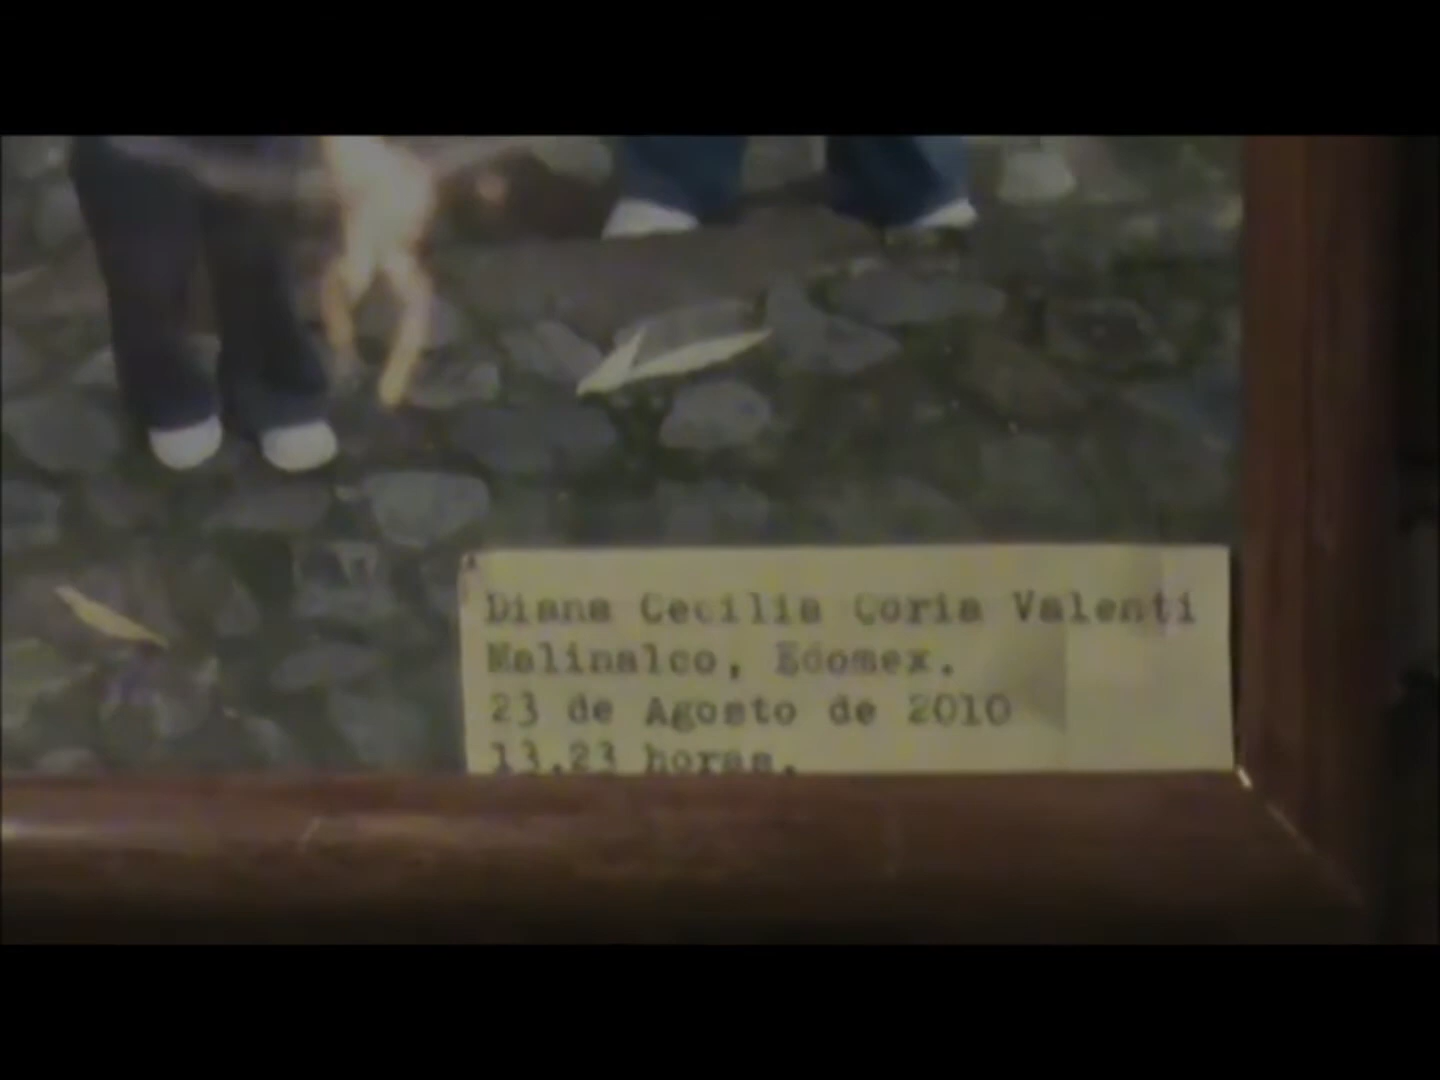 Diana Cecilia Coria Valenti
Malinalco, Edomex.
23 de Agosto de 2010
13.23 horas.